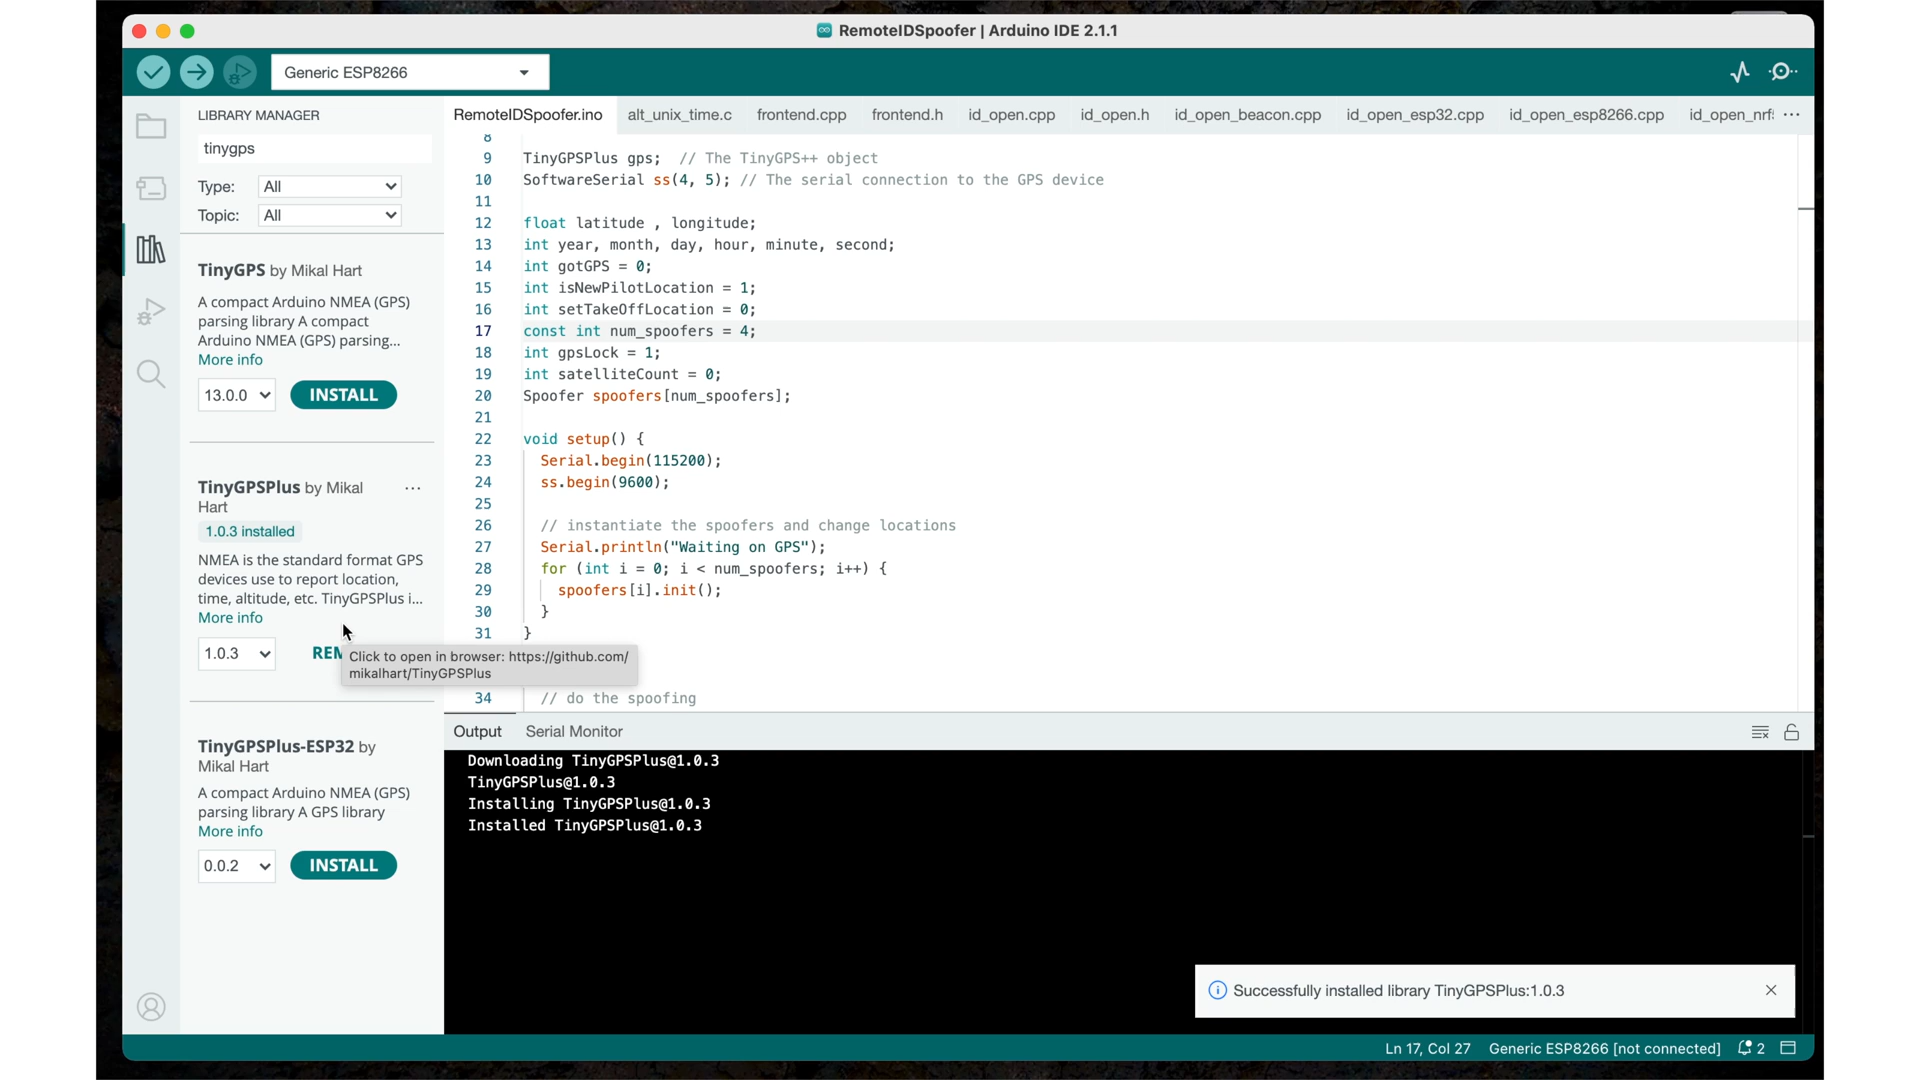 RemoteIDSpoofer | Arduino IDE 2.1.1
Generic ESP8266
LIBRARY MANAGER
tinygps
Type: All
Topic: All
TinyGPS by Mikal Hart
A compact Arduino NMEA (GPS)
parsing library A compact
Arduino NMEA (GPS) parsing...
More info
13.0.0 INSTALL
TinyGPSPlus by Mikal
Hart
1.0.3 installed
NMEA is the standard format GPS
devices use to report location,
time, altitude, etc. TinyGPSPlus i...
More info
1.0.3 REM
Click to open in browser: https://github.com/
mikalhart/TinyGPSPlus
TinyGPSPlus-ESP32 by
Mikal Hart
A compact Arduino NMEA (GPS)
parsing library A GPS library
More info
0.0.2 INSTALL
RemoteIDSpoofer.ino alt_unix_time.c frontend.cpp frontend.h id_open.cpp id_open.h id_open_beacon.cpp id_open_esp32.cpp id_open_esp8266.cpp id_open_nrf
8
9 TinyGPSPlus gps; // The TinyGPS++ object
10 SoftwareSerial ss(4, 5); // The serial connection to the GPS device
11
12 float latitude , longitude;
13 int year, month, day, hour, minute, second;
14 int gotGPS = 0;
15 int isNewPilotLocation = 1;
16 int setTakeOffLocation = 0;
17 const int num_spoofers = 4;
18 int gpsLock = 1;
19 int satelliteCount = 0;
20 Spoofer spoofers[num_spoofers];
21
22 void setup() {
23 Serial.begin(115200);
24 ss.begin(9600);
25
26 // instantiate the spoofers and change locations
27 Serial.println("Waiting on GPS");
28 for (int i = 0; i < num_spoofers; i++) {
29 spoofers[i].init();
30 }
31 }
34 // do the spoofing
Output Serial Monitor
Downloading TinyGPSPlus@1.0.3
TinyGPSPlus@1.0.3
Installing TinyGPSPlus@1.0.3
Installed TinyGPSPlus@1.0.3
Successfully installed library TinyGPSPlus:1.0.3
Ln 17, Col 27 Generic ESP8266 [not connected] 2